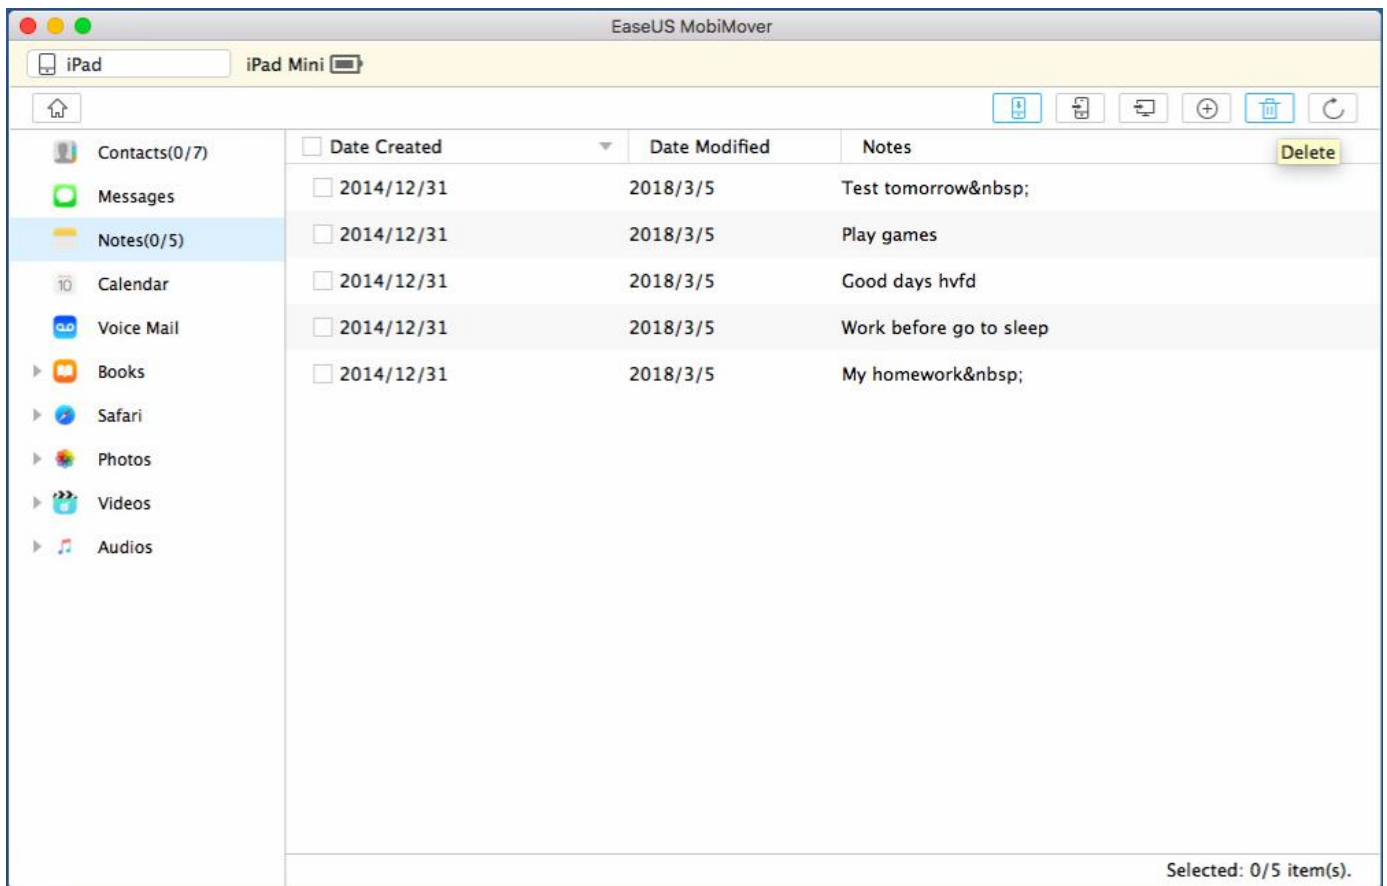 EaseUS MobiMover
iPad iPad Mini
Delete
Contacts(0/7)
Messages
Notes(0/5)
10 Calendar
Voice Mail
Books
Safari
Photos
Videos
Audios
Date Created Date Modified Notes
2014/12/31 2018/3/5 Test tomorrow&nbsp;
2014/12/31 2018/3/5 Play games
2014/12/31 2018/3/5 Good days hvfd
2014/12/31 2018/3/5 Work before go to sleep
2014/12/31 2018/3/5 My homework&nbsp;
Selected: 0/5 item(s).